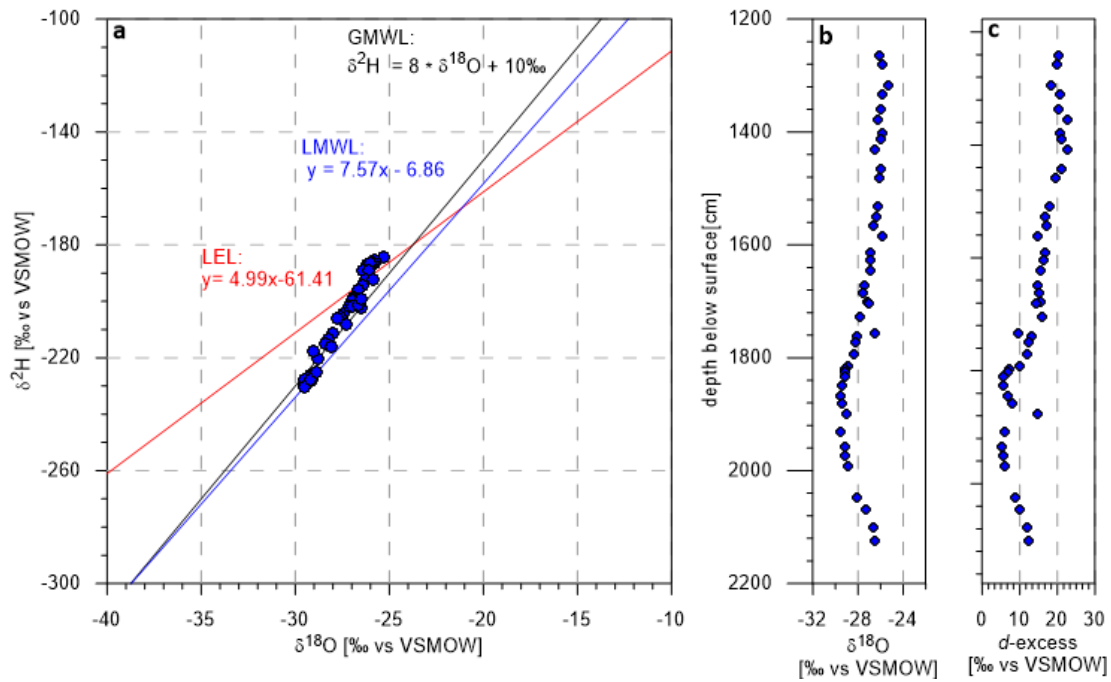 a
GMWL:
δ²H = 8 * δ¹⁸O + 10‰
LMWL:
y = 7.57x - 6.86
LEL:
y= 4.99x-61.41
-100
-140
-180
-220
-260
-300
δ²H [‰ vs VSMOW]
-40 -35 -30 -25 -20 -15 -10
δ¹⁸O [‰ vs VSMOW]
b
1200
1400
1600
1800
2000
2200
depth below surface[cm]
-32 -28 -24
δ¹⁸O
[‰ vs VSMOW]
c
0 10 20 30
d-excess
[‰ vs VSMOW]